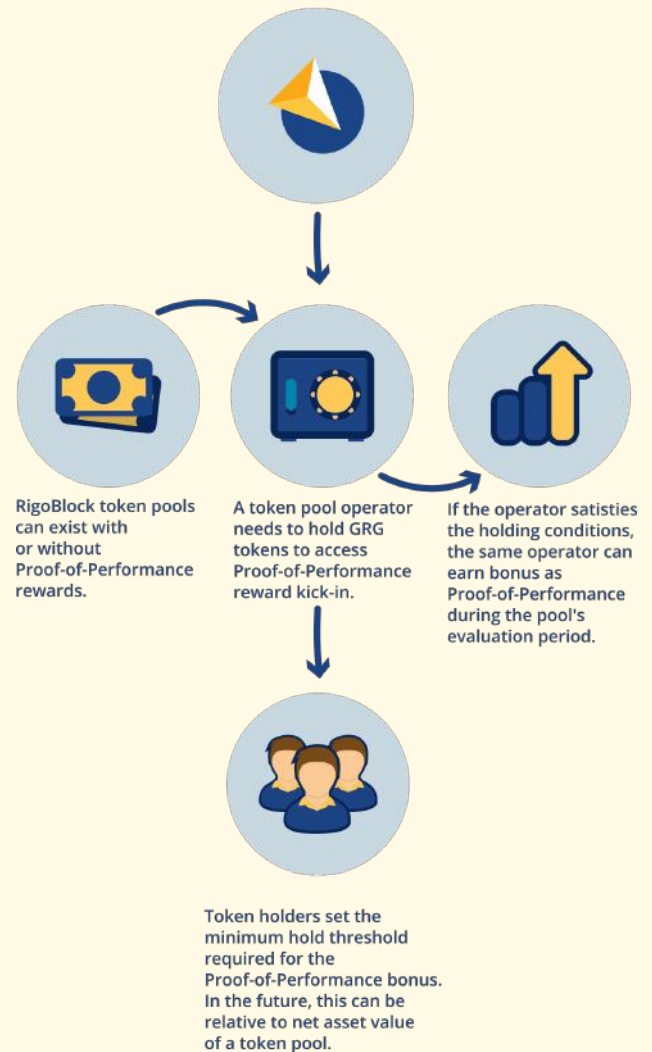 RigoBlock token pools
can exist with
or without
Proof-of-Performance
rewards.
A token pool operator
needs to hold GRG
tokens to access
Proof-of-Performance
reward kick-in.
If the operator satisties
the holding conditions,
the same operator can
earn bonus as
Proof-of-Performance
during the pool's
evaluation period.
Token holders set the
minimum hold threshold
required for the
Proof-of-Performance bonus.
In the future, this can be
relative to net asset value
of a token pool.